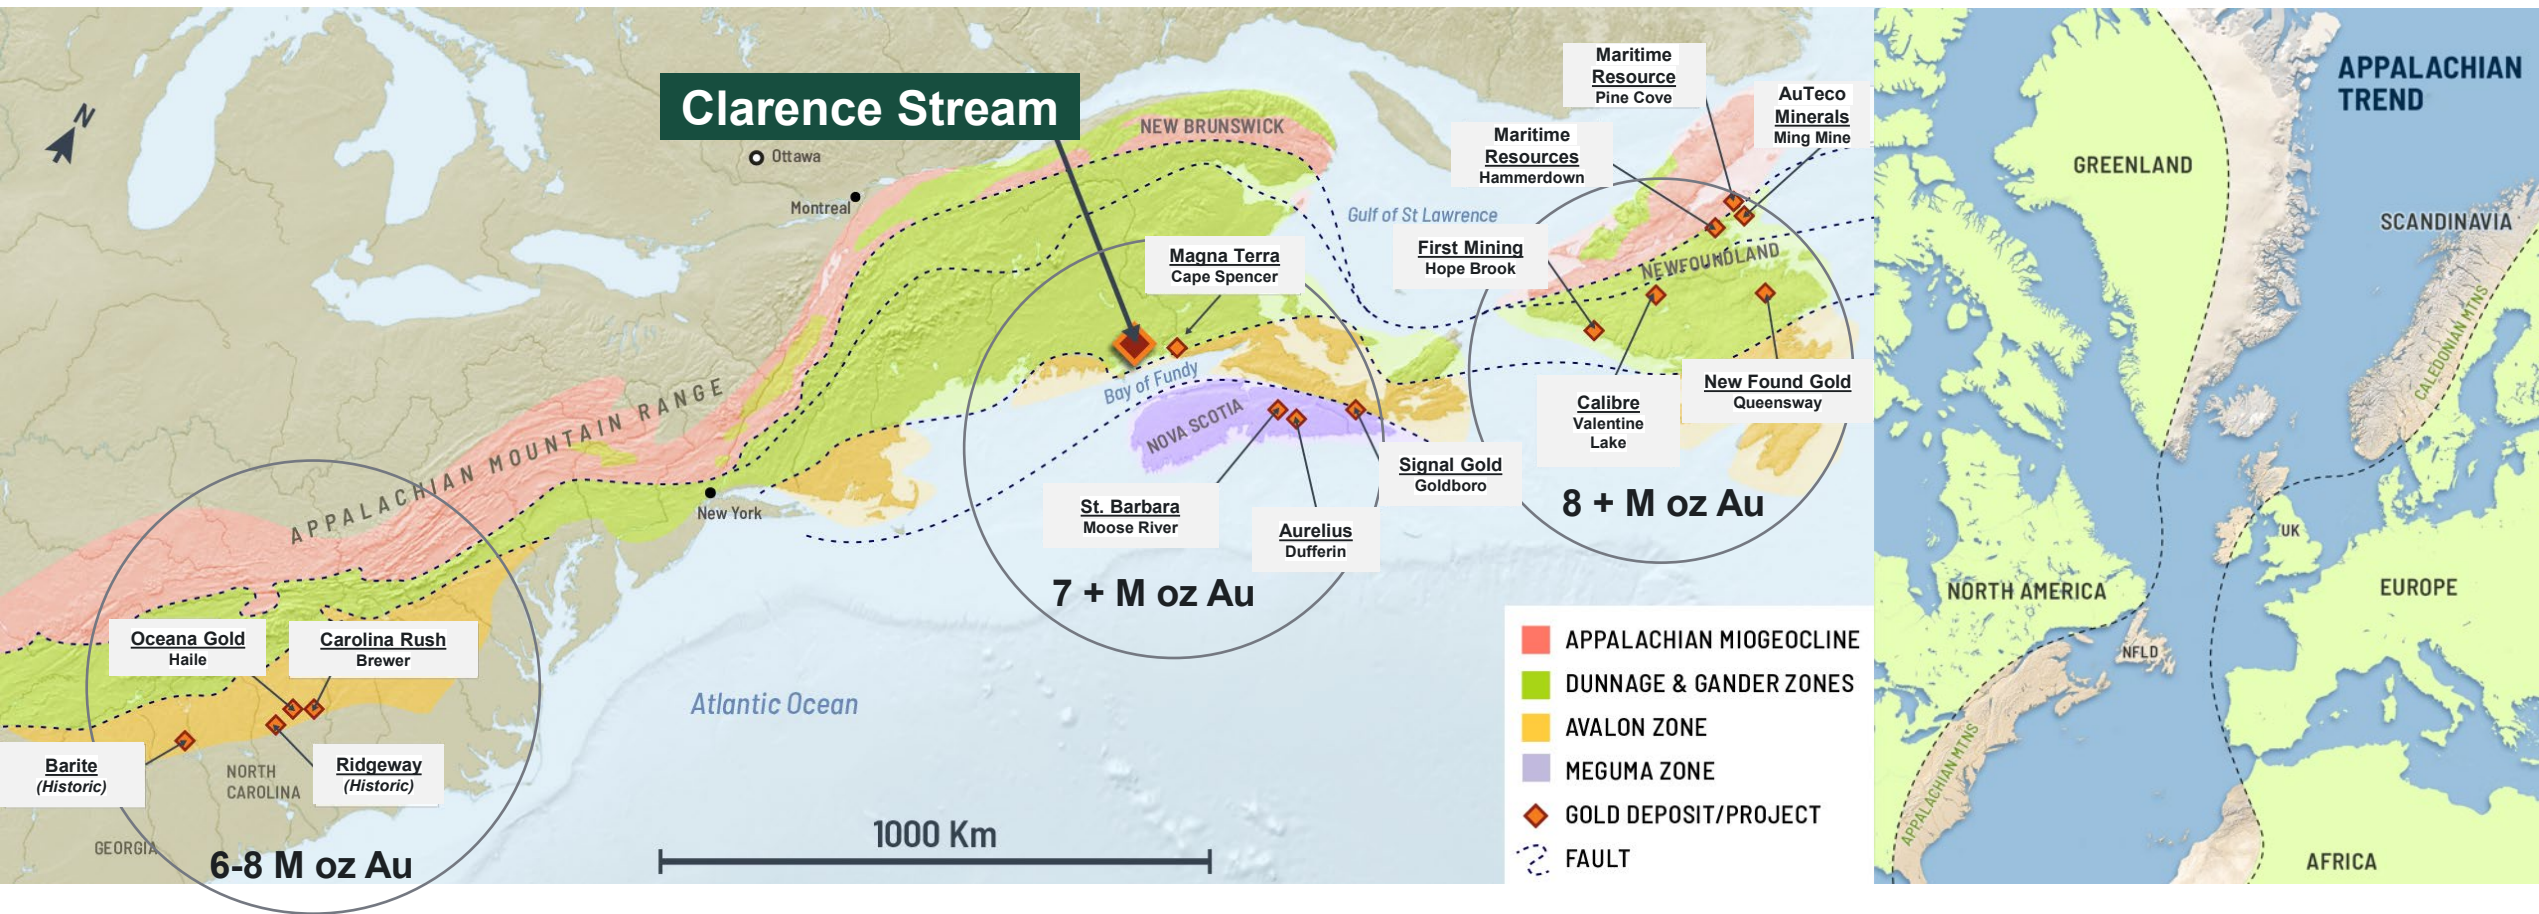 N
Clarence Stream
Ottawa
Montreal
NEW BRUNSWICK
Gulf of St Lawrence
Maritime
Resource
Pine Cove
AuTeco
Minerals
Ming Mine
Maritime
Resources
Hammerdown
First Mining
Hope Brook
NEWFOUNDLAND
Magna Terra
Cape Spencer
Bay of Fundy
NOVA SCOTIA
New Found Gold
Queensway
Calibre
Valentine
Lake
8 + M oz Au
Signal Gold
Goldboro
St. Barbara
Moose River
Aurelius
Dufferin
7 + M oz Au
APPALACHIAN MOUNTAIN RANGE
New York
Oceana Gold
Haile
Carolina Rush
Brewer
Barite
(Historic)
Ridgeway
(Historic)
NORTH
CAROLINA
GEORGIA
6-8 M oz Au
Atlantic Ocean
1000 Km
APPALACHIAN MIOGEOCLINE
DUNNAGE & GANDER ZONES
AVALON ZONE
MEGUMA ZONE
GOLD DEPOSIT/PROJECT
FAULT
APPALACHIAN
TREND
GREENLAND
SCANDINAVIA
CALEDONIAN MTNS
UK
EUROPE
NORTH AMERICA
NFLD
APPALACHIAN MTNS
AFRICA